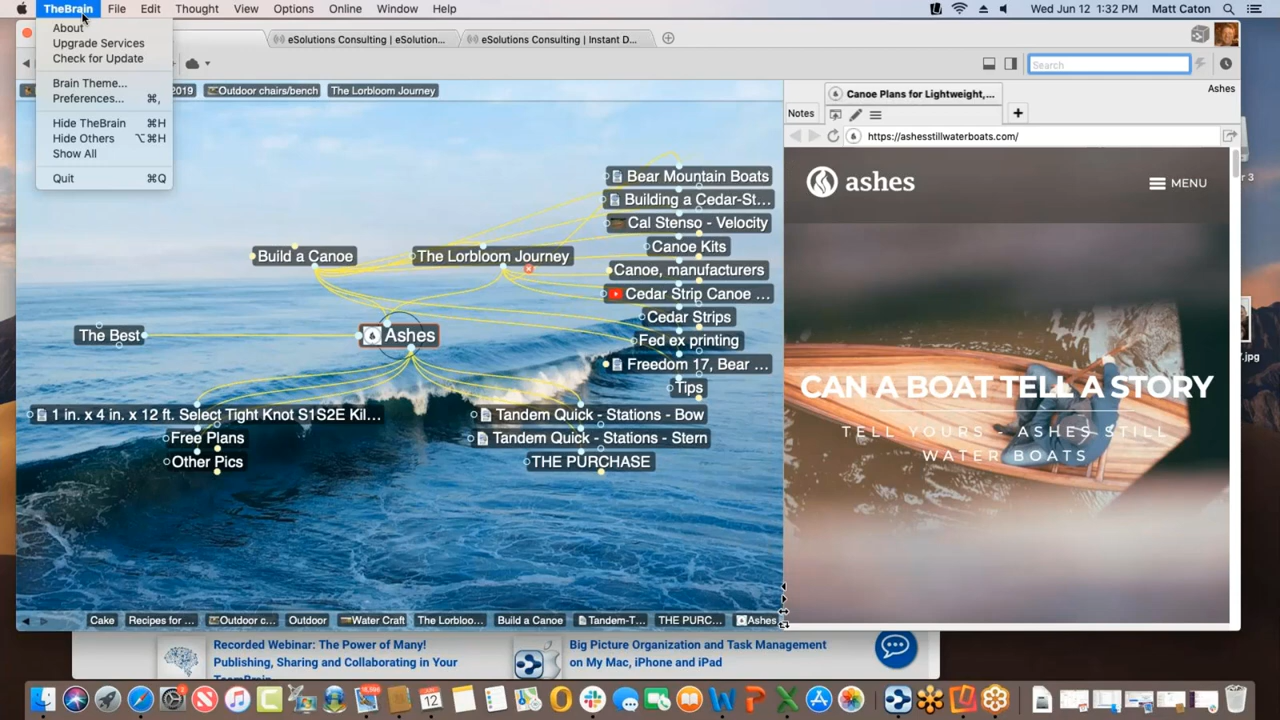 TheBrain File Edit Thought View Options Online Window Help
Wed Jun 12 1:32 PM Matt Caton
About
Upgrade Services
Check for Update
Brain Theme...
Preferences... ⌘,
Hide TheBrain ⌘H
Hide Others ⌥⌘H
Show All
Quit ⌘Q
eSolutions Consulting | eSolution...
eSolutions Consulting | Instant D...
Search
2019
Outdoor chairs/bench
The Lorbloom Journey
Canoe Plans for Lightweight,...
Ashes
Notes
https://ashesstillwaterboats.com/
ashes
MENU
CAN A BOAT TELL A STORY
TELL YOURS - ASHES STILL
WATER BOATS
Build a Canoe
The Lorbloom Journey
The Best
Ashes
Bear Mountain Boats
Building a Cedar-St...
Cal Stenso - Velocity
Canoe Kits
Canoe, manufacturers
Cedar Strip Canoe ...
Cedar Strips
Fed ex printing
Freedom 17, Bear ...
Tips
1 in. x 4 in. x 12 ft. Select Tight Knot S1S2E Kil...
Free Plans
Other Pics
Tandem Quick - Stations - Bow
Tandem Quick - Stations - Stern
THE PURCHASE
Cake
Recipes for ...
Outdoor c...
Outdoor
Water Craft
The Lorbloo...
Build a Canoe
Tandem-T...
THE PURC...
Ashes
Recorded Webinar: The Power of Many!
Publishing, Sharing and Collaborating in Your
Big Picture Organization and Task Management
on My Mac, iPhone and iPad